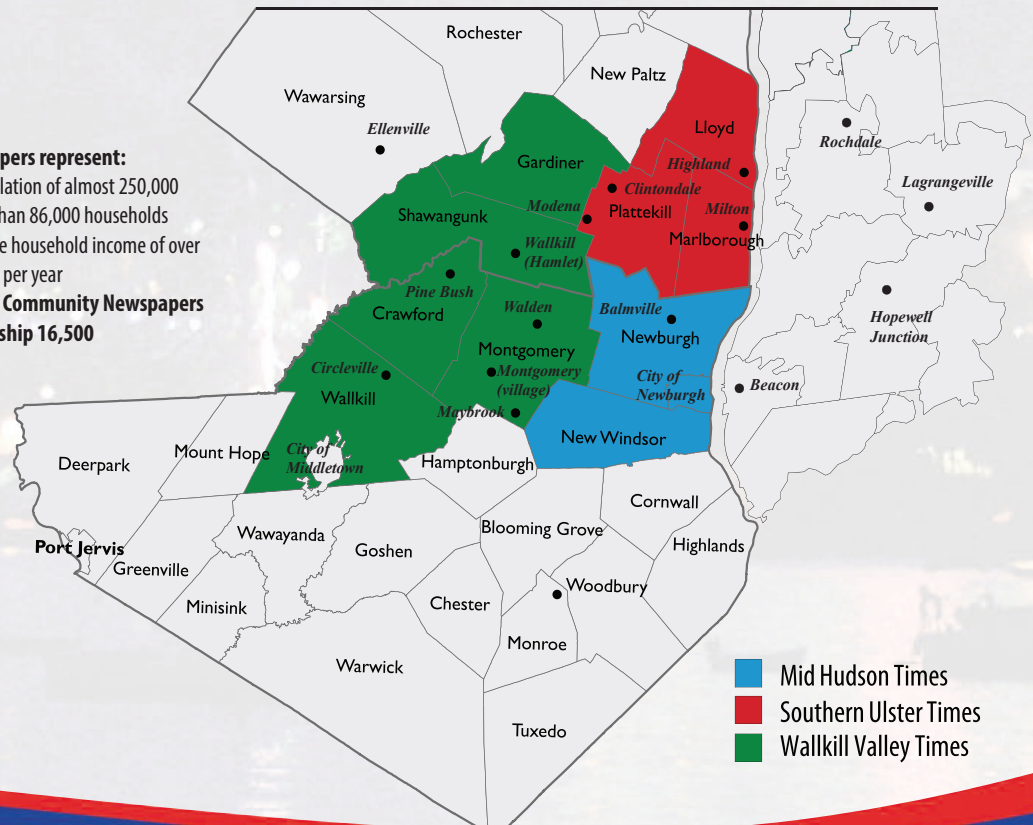 pers represent:
lation of almost 250,000
han 86,000 households
e household income of over
per year
Community Newspapers
ship 16,500
Rochester
New Paltz
Wawarsing
Ellenville
Lloyd
Rochdale
Gardiner
Highland
Lagrangeville
Clintondale
Modena
Plattekill
Milton
Shawangunk
Marlborough
Wallkill
(Hamlet)
Pine Bush
Crawford
Walden
Balmville
Newburgh
Hopewell
Junction
Montgomery
Circleville
Montgomery
(village)
City of
Newburgh
Beacon
Wallkill
Maybrook
New Windsor
City of
Middletown
Mount Hope
Deerpark
Hamptonburgh
Cornwall
Blooming Grove
Wawayanda
Port Jervis
Goshen
Highlands
Greenville
Woodbury
Minisink
Chester
Monroe
Warwick
Tuxedo
Mid Hudson Times
Southern Ulster Times
Wallkill Valley Times